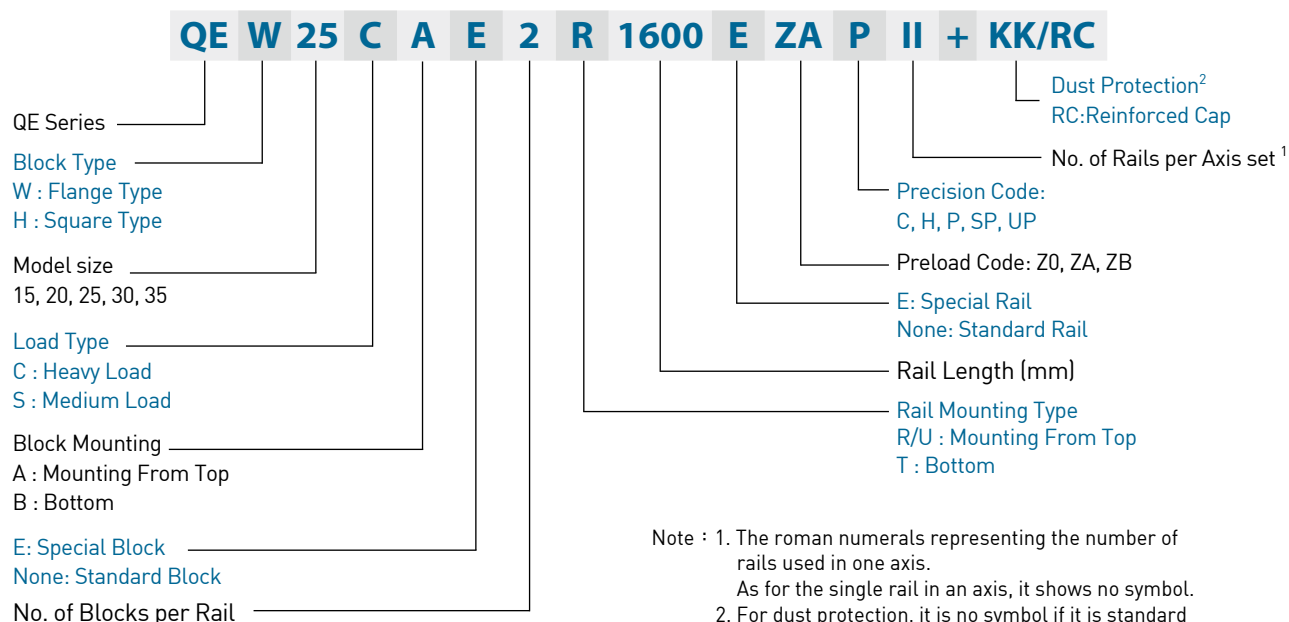 QE W 25 C A E 2 R 1600 E ZA P II + KK/RC
QE Series
Block Type
W : Flange Type
H : Square Type
Model size
15, 20, 25, 30, 35
Load Type
C : Heavy Load
S : Medium Load
Block Mounting
A : Mounting From Top
B : Bottom
E: Special Block
None: Standard Block
No. of Blocks per Rail
Dust Protection²
RC:Reinforced Cap
No. of Rails per Axis set ¹
Precision Code:
C, H, P, SP, UP
Preload Code: Z0, ZA, ZB
E: Special Rail
None: Standard Rail
Rail Length (mm)
Rail Mounting Type
R/U : Mounting From Top
T : Bottom
Note : 1. The roman numerals representing the number of
rails used in one axis.
As for the single rail in an axis, it shows no symbol.
2. For dust protection, it is no symbol if it is standard